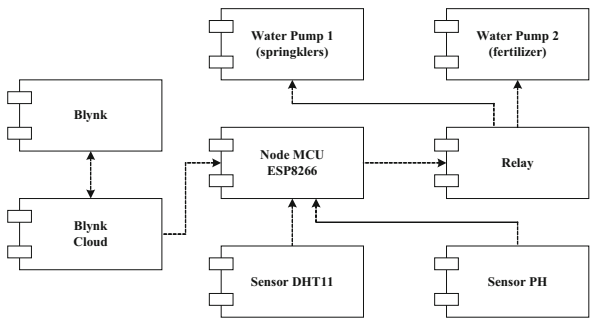 Water Pump 1
(springklers)
Water Pump 2
(fertilizer)
Blynk
Node MCU
ESP8266
Relay
Blynk
Cloud
Sensor DHT11
Sensor PH